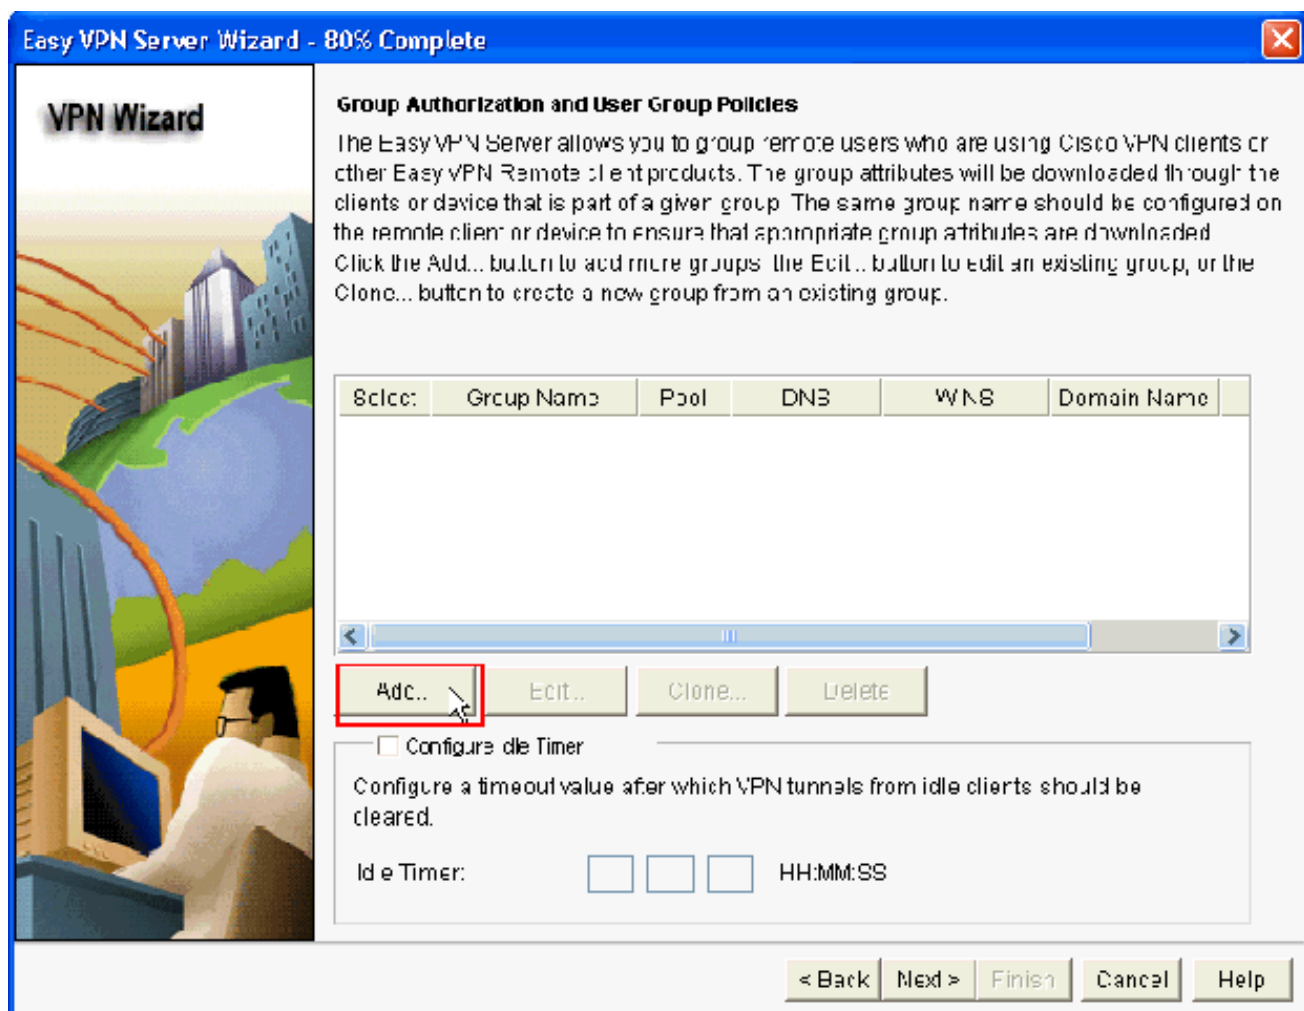 Easy VPN Server Wizard - 80% Complete
VPN Wizard
Group Authorization and User Group Policies
The Easy VPN Server allows you to group remote users who are using Cisco VPN clients or
other Easy VPN Remote client products. The group attributes will be downloaded through the
clients or device that is part of a given group. The same group name should be configured on
the remote client or device to ensure that appropriate group attributes are downloaded.
Click the Add... button to add more groups, the Edit... button to edit an existing group, or the
Clone... button to create a new group from an existing group.
Select Group Name Pool DNS WINS Domain Name
Add... Edit... Clone... Delete
Configure Idle Timer
Configure a timeout value after which VPN tunnels from idle clients should be
cleared.
Idle Timer: HH:MM:SS
< Back Next > Finish Cancel Help